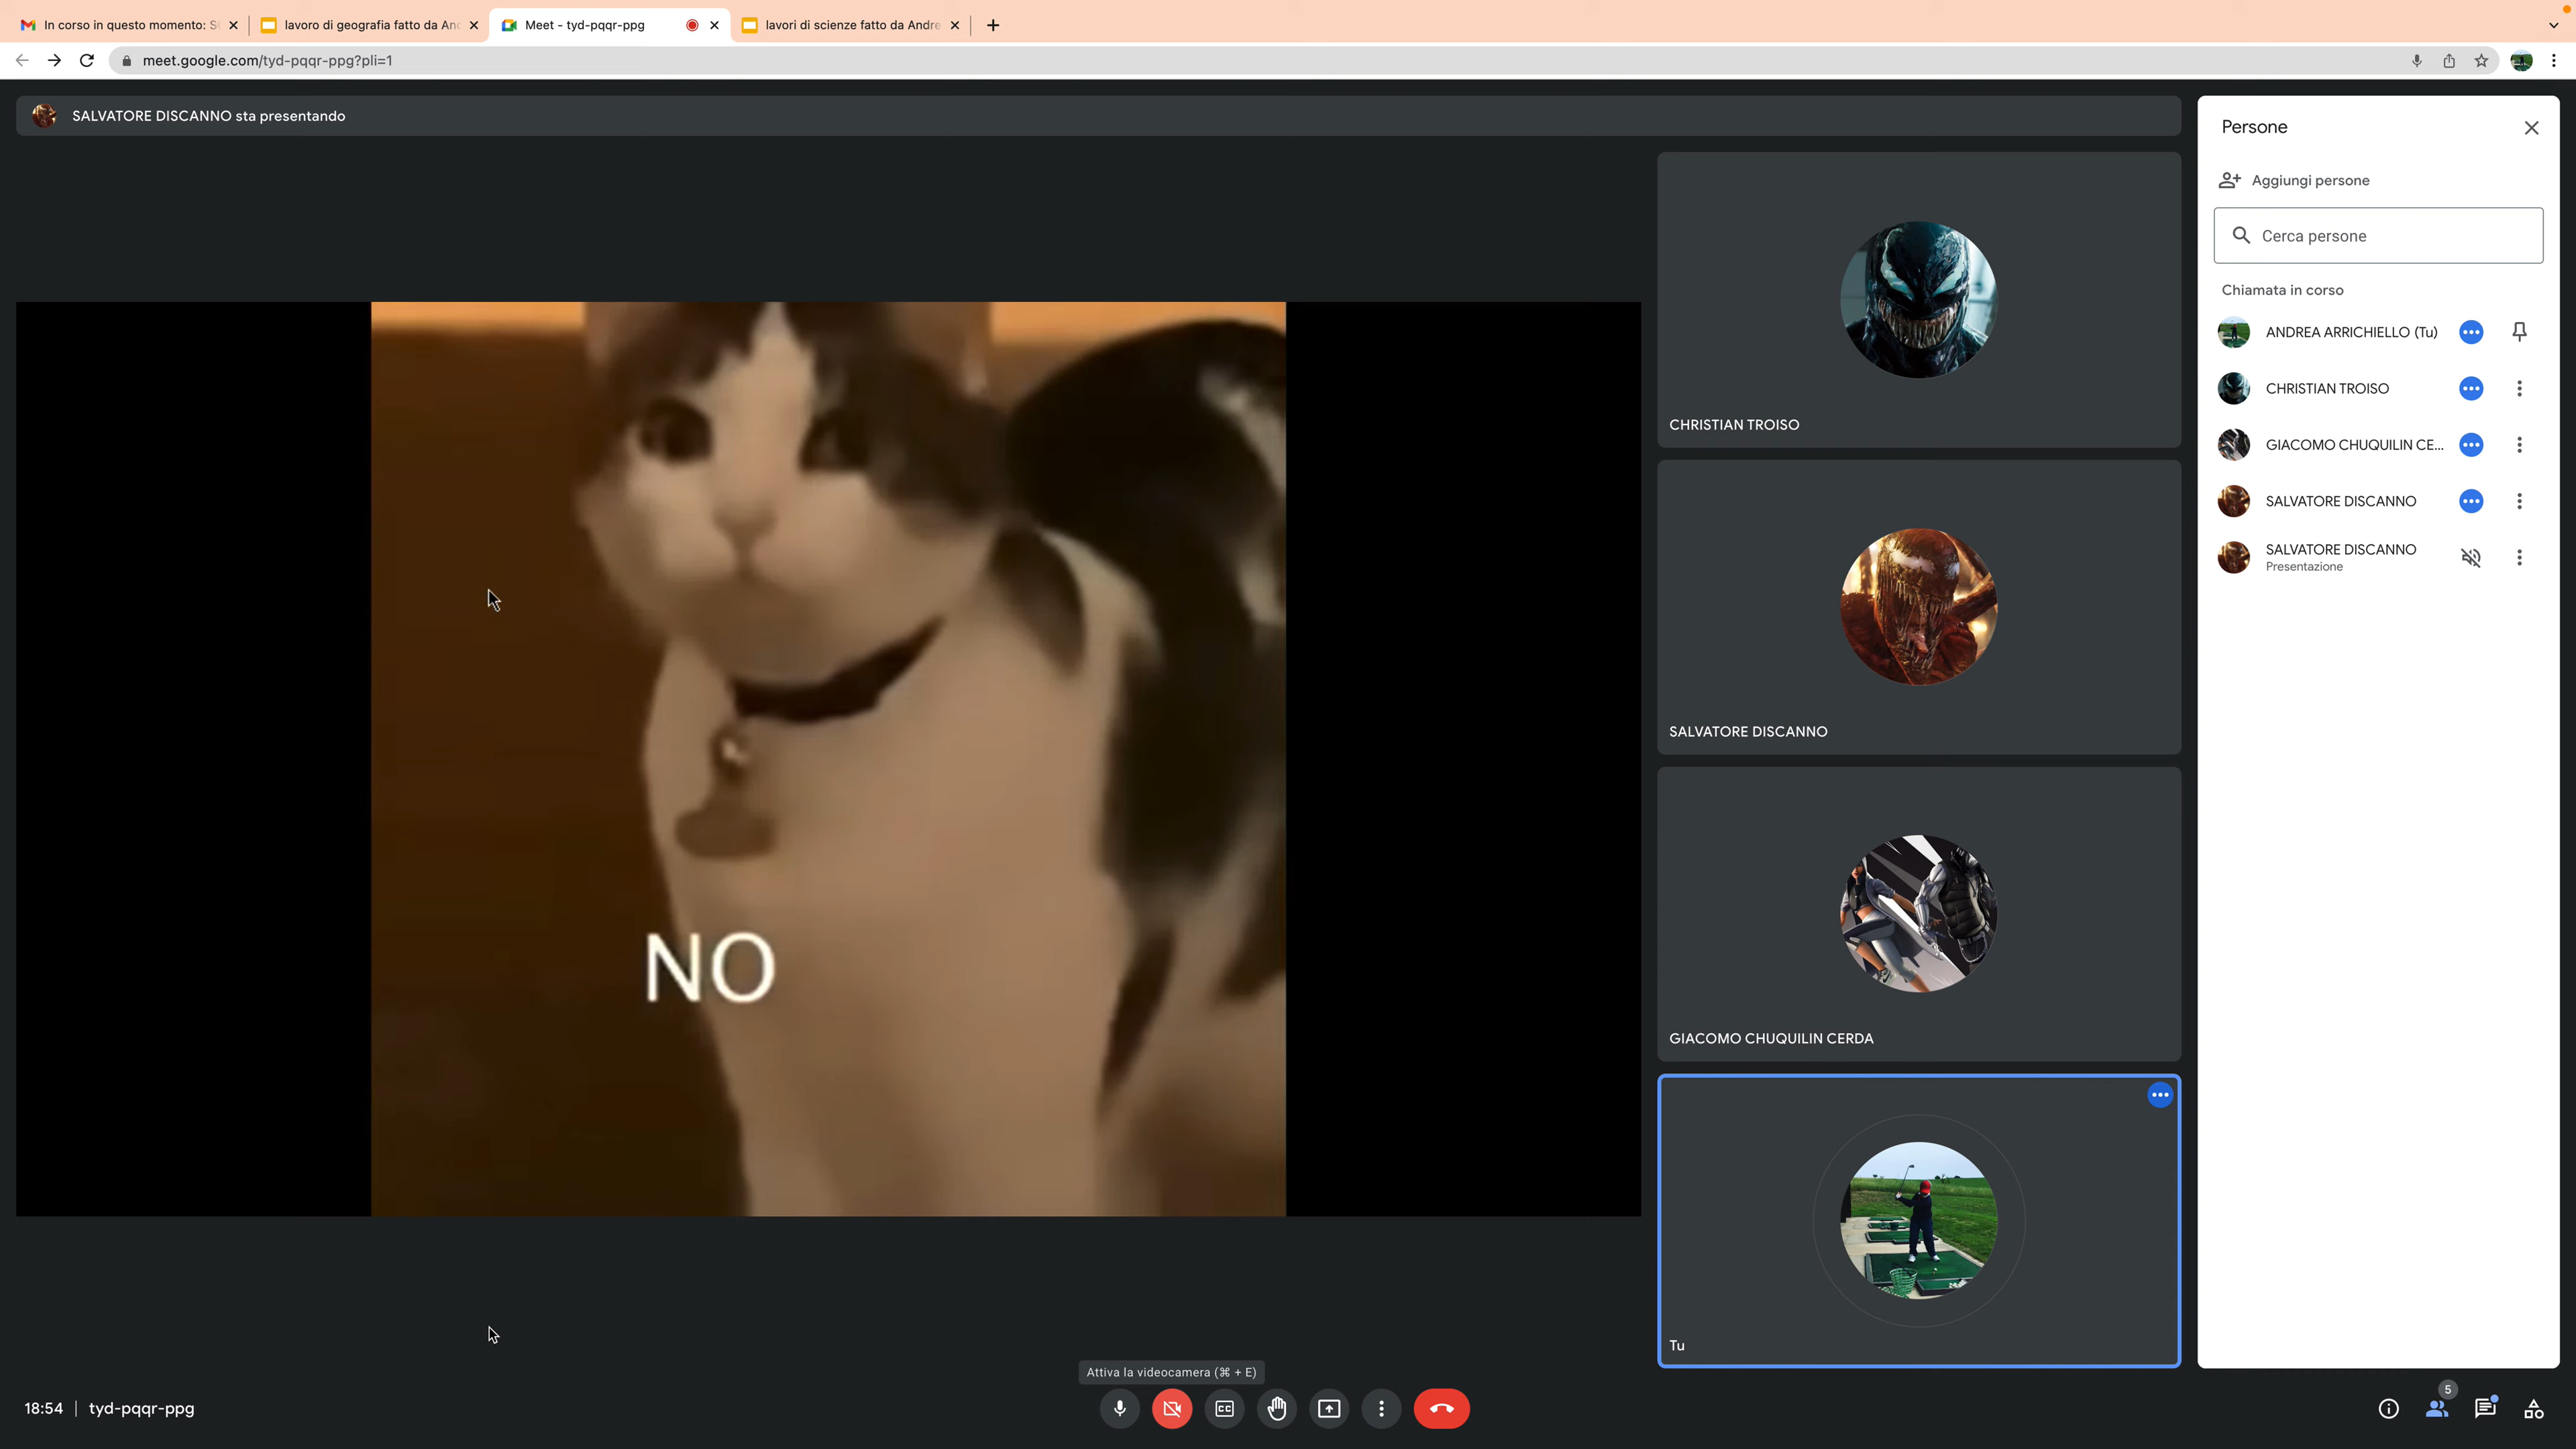 In corso in questo momento: S
lavoro di geografia fatto da And
Meet - tyd-pqqr-ppg
lavori di scienze fatto da Andre
meet.google.com/tyd-pqqr-ppg?pli=1
SALVATORE DISCANNO sta presentando
NO
CHRISTIAN TROISO
SALVATORE DISCANNO
GIACOMO CHUQUILIN CERDA
Tu
Persone
Aggiungi persone
Cerca persone
Chiamata in corso
ANDREA ARRICHIELLO (Tu)
CHRISTIAN TROISO
GIACOMO CHUQUILIN CE...
SALVATORE DISCANNO
SALVATORE DISCANNO
Presentazione
Attiva la videocamera (⌘ + E)
18:54 | tyd-pqqr-ppg
CC
5